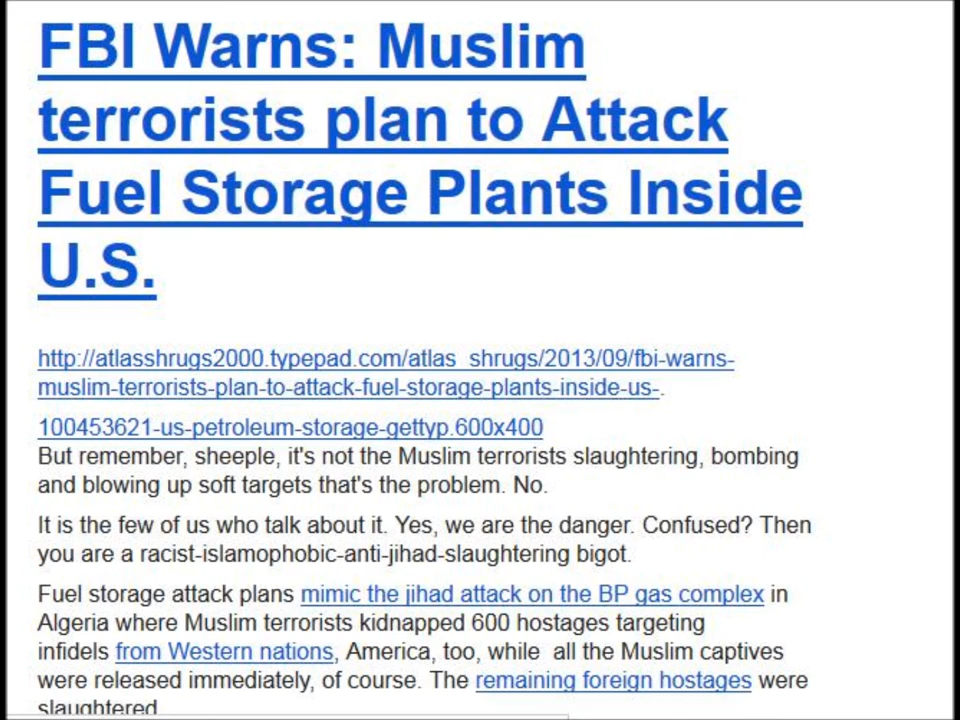 FBI Warns: Muslim
terrorists plan to Attack
Fuel Storage Plants Inside
U.S.
http://atlasshrugs2000.typepad.com/atlas_shrugs/2013/09/fbi-warns-
muslim-terrorists-plan-to-attack-fuel-storage-plants-inside-us-.
100453621-us-petroleum-storage-gettyp.600x400
But remember, sheeple, it's not the Muslim terrorists slaughtering, bombing
and blowing up soft targets that's the problem. No.
It is the few of us who talk about it. Yes, we are the danger. Confused? Then
you are a racist-islamophobic-anti-jihad-slaughtering bigot.
Fuel storage attack plans mimic the jihad attack on the BP gas complex in
Algeria where Muslim terrorists kidnapped 600 hostages targeting
infidels from Western nations, America, too, while  all the Muslim captives
were released immediately, of course. The remaining foreign hostages were
slaughtered